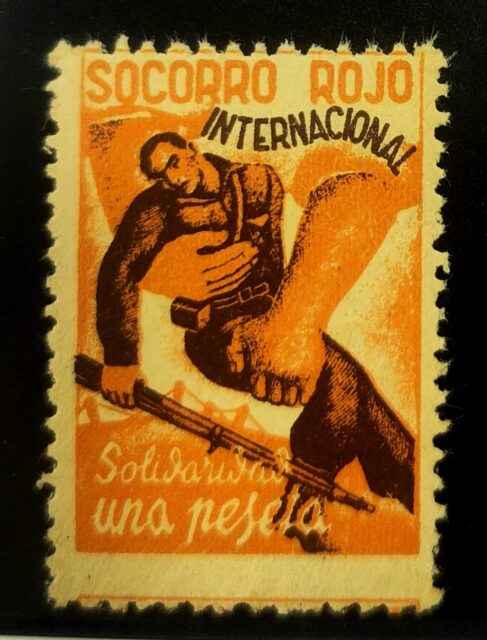 SOCORRO ROJO
INTERNACIONAL
Solidaridad
una peseta